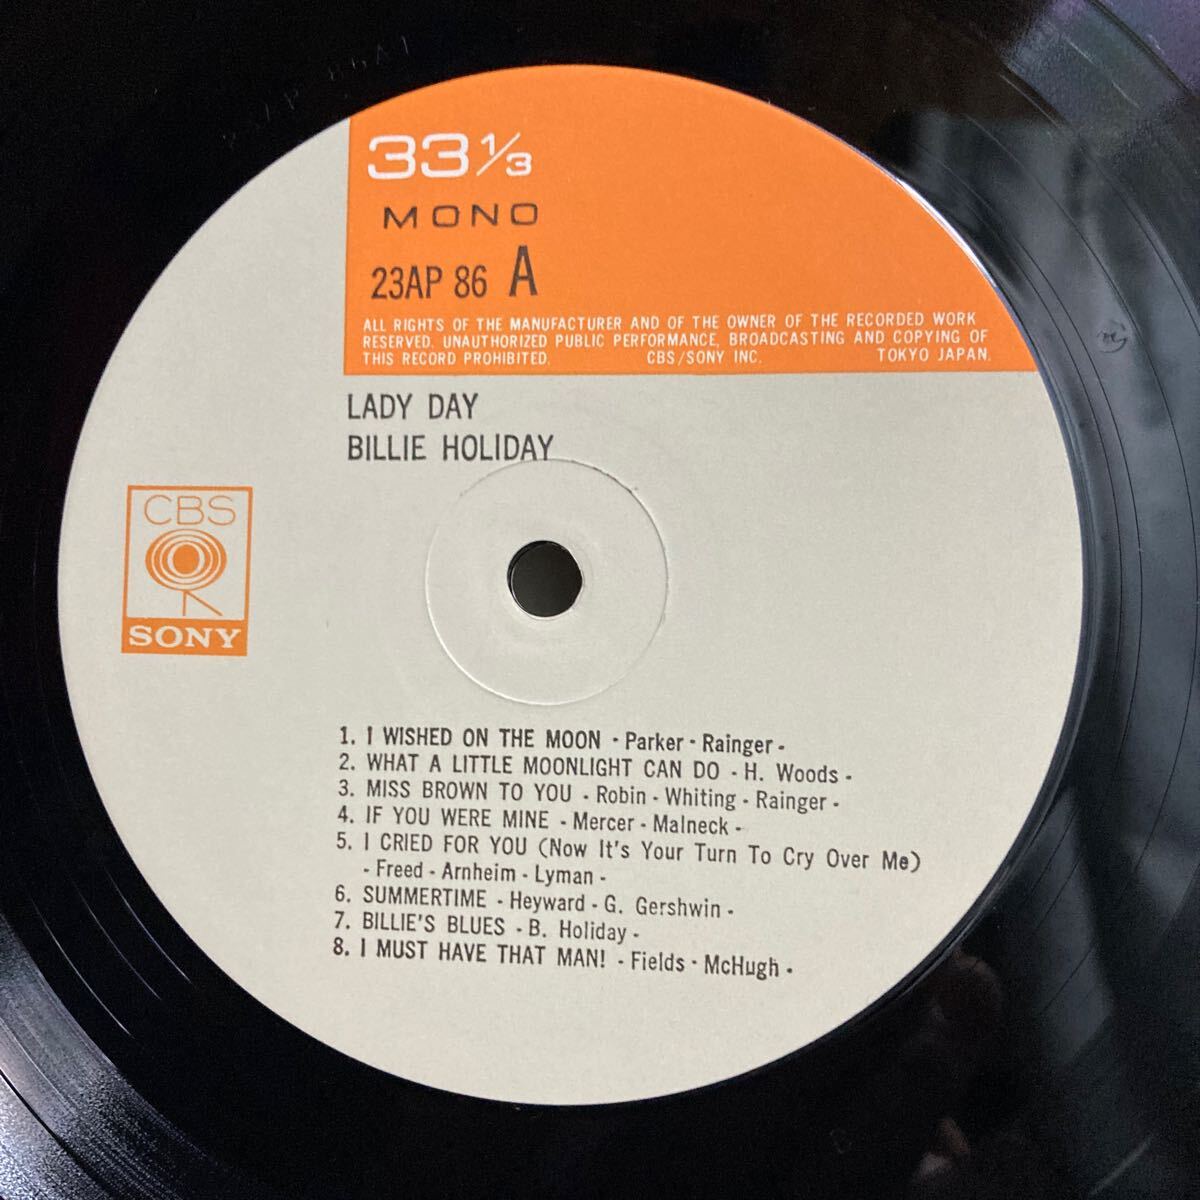 33 1/3
MONO
23AP 86 A
ALL RIGHTS OF THE MANUFACTURER AND OF THE OWNER OF THE RECORDED WORK
RESERVED. UNAUTHORIZED PUBLIC PERFORMANCE, BROADCASTING AND COPYING OF
THIS RECORD PROHIBITED. CBS/SONY INC. TOKYO JAPAN.
LADY DAY
BILLIE HOLIDAY
CBS
SONY
1. I WISHED ON THE MOON - Parker - Rainger -
2. WHAT A LITTLE MOONLIGHT CAN DO - H. Woods -
3. MISS BROWN TO YOU - Robin - Whiting - Rainger -
4. IF YOU WERE MINE - Mercer - Malneck -
5. I CRIED FOR YOU (Now It's Your Turn To Cry Over Me)
- Freed - Arnheim - Lyman -
6. SUMMERTIME - Heyward - G. Gershwin -
7. BILLIE'S BLUES - B. Holiday -
8. I MUST HAVE THAT MAN! - Fields - McHugh -